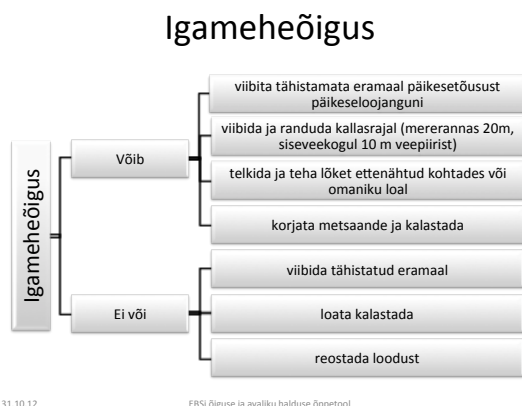 Igameheõigus
Igameheõigus
Võib
viibita tähistamata eramaal päikesetõusust
päikeseloojanguni
viibida ja randuda kallasrajal (mererannas 20m,
siseveekogul 10 m veepiirist)
telkida ja teha lõket ettenähtud kohtades või
omaniku loal
korjata metsaande ja kalastada
Ei või
viibida tähistatud eramaal
loata kalastada
reostada loodust
31.10.12
EBSi õiguse ja avaliku halduse õppetool